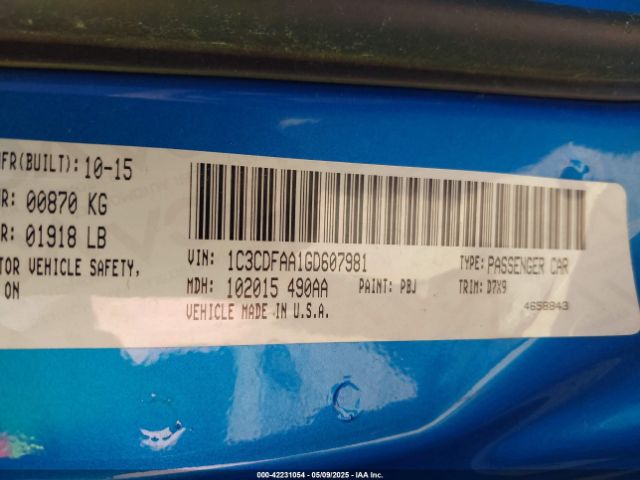 MFR(BUILT): 10-15
R: 00870 KG
R: 01918 LB
TOR VEHICLE SAFETY,
ON
VIN: 1C3CDFAA1GD607981
TYPE: PASSENGER CAR
MDH: 102015 490AA
PAINT: PBJ
TRIM: D7X9
VEHICLE MADE IN U.S.A.
4658843
000-42231054 — 05/09/2025 — IAA Inc.